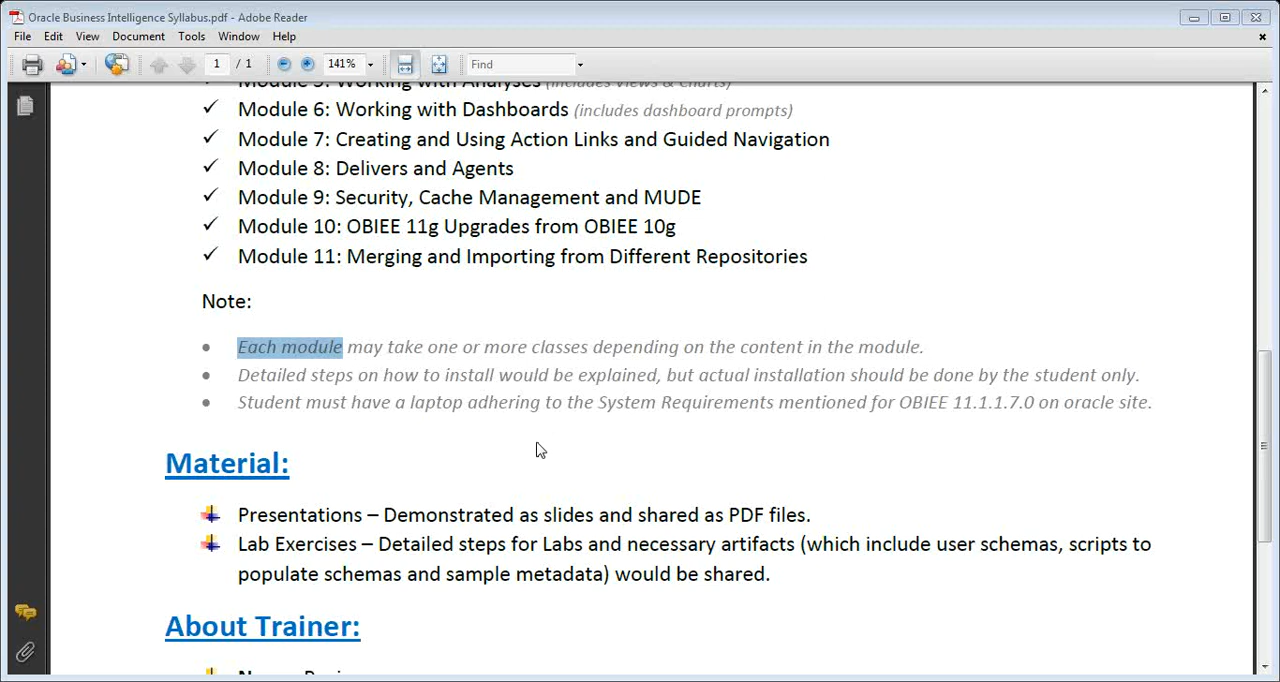 Oracle Business Intelligence Syllabus.pdf - Adobe Reader
File Edit View Document Tools Window Help
1 / 1 141% Find
Module 5: Working with Analyses (includes Views & Charts)
Module 6: Working with Dashboards (includes dashboard prompts)
Module 7: Creating and Using Action Links and Guided Navigation
Module 8: Delivers and Agents
Module 9: Security, Cache Management and MUDE
Module 10: OBIEE 11g Upgrades from OBIEE 10g
Module 11: Merging and Importing from Different Repositories
Note:
Each module may take one or more classes depending on the content in the module.
Detailed steps on how to install would be explained, but actual installation should be done by the student only.
Student must have a laptop adhering to the System Requirements mentioned for OBIEE 11.1.1.7.0 on oracle site.
Material:
Presentations – Demonstrated as slides and shared as PDF files.
Lab Exercises – Detailed steps for Labs and necessary artifacts (which include user schemas, scripts to
populate schemas and sample metadata) would be shared.
About Trainer: